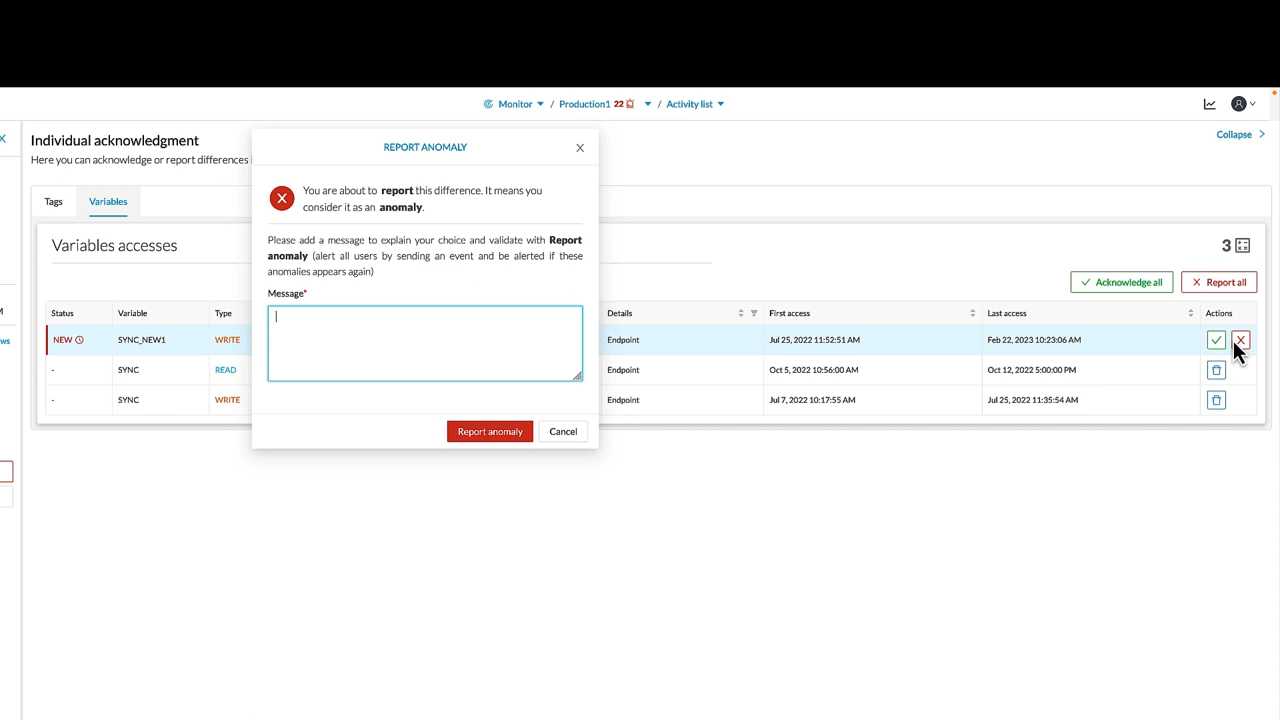 Monitor / Production1 22 / Activity list
Individual acknowledgment
Collapse
Here you can acknowledge or report differences
Tags
Variables
Variables accesses
3
Acknowledge all
Report all
Status
Variable
Type
Details
First access
Last access
Actions
NEW
SYNC_NEW1
WRITE
Endpoint
Jul 25, 2022 11:52:51 AM
Feb 22, 2023 10:23:06 AM
-
SYNC
READ
Endpoint
Oct 5, 2022 10:56:00 AM
Oct 12, 2022 5:00:00 PM
-
SYNC
WRITE
Endpoint
Jul 7, 2022 10:17:55 AM
Jul 25, 2022 11:35:54 AM
REPORT ANOMALY
You are about to report this difference. It means you
consider it as an anomaly.
Please add a message to explain your choice and validate with Report
anomaly (alert all users by sending an event and be alerted if these
anomalies appears again)
Message*
Report anomaly
Cancel